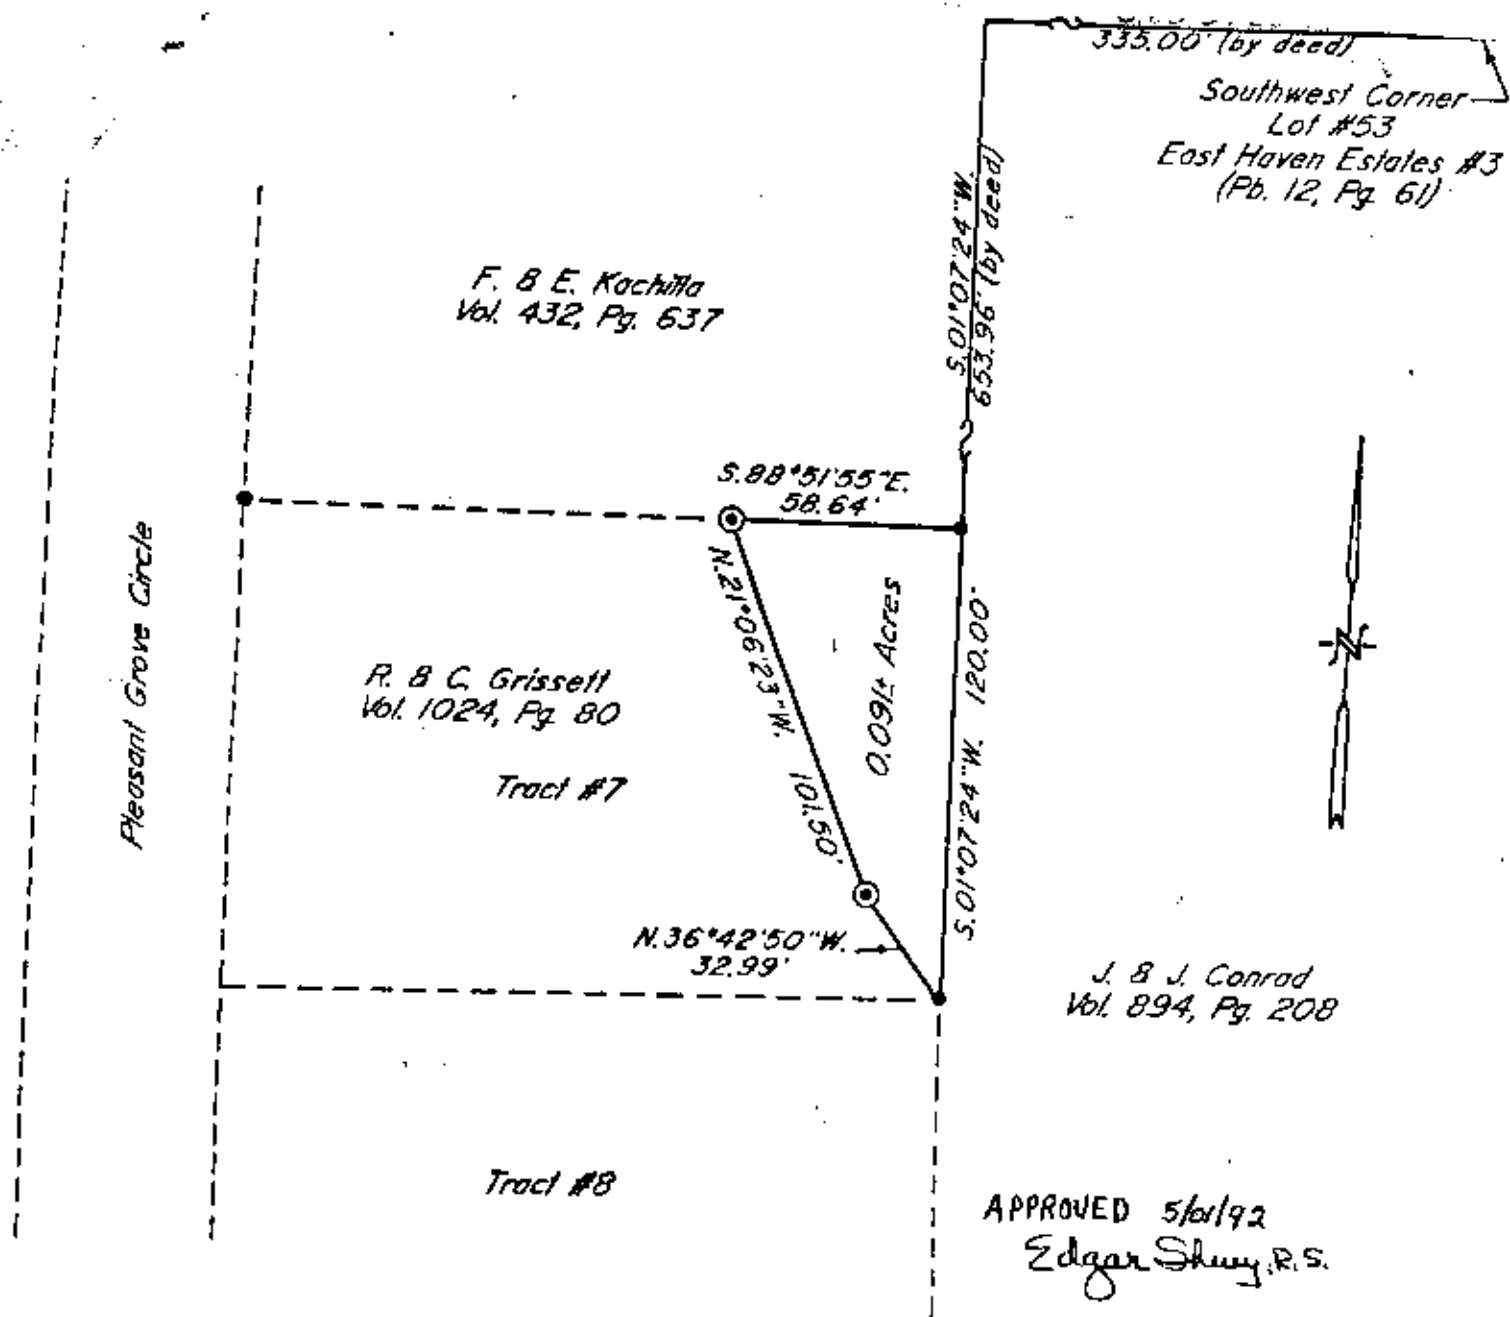 335.00' (by deed)
Southwest Corner
Lot #53
East Haven Estates #3
(Pb. 12, Pg. 61)
S.01°07'24"W.
653.96' (by deed)
F. & E. Kachilla
Vol. 432, Pg. 637
S.88°51'55"E.
58.64'
Pleasant Grove Circle
N.21°06'23"W. 101.50'
0.091± Acres
S.01°07'24"W. 120.00'
R. & C. Grissett
Vol. 1024, Pg. 80
Tract #7
N
N.36°42'50"W.
32.99'
J. & J. Conrad
Vol. 894, Pg. 208
Tract #8
APPROVED 5/01/92
Edgar R.S.